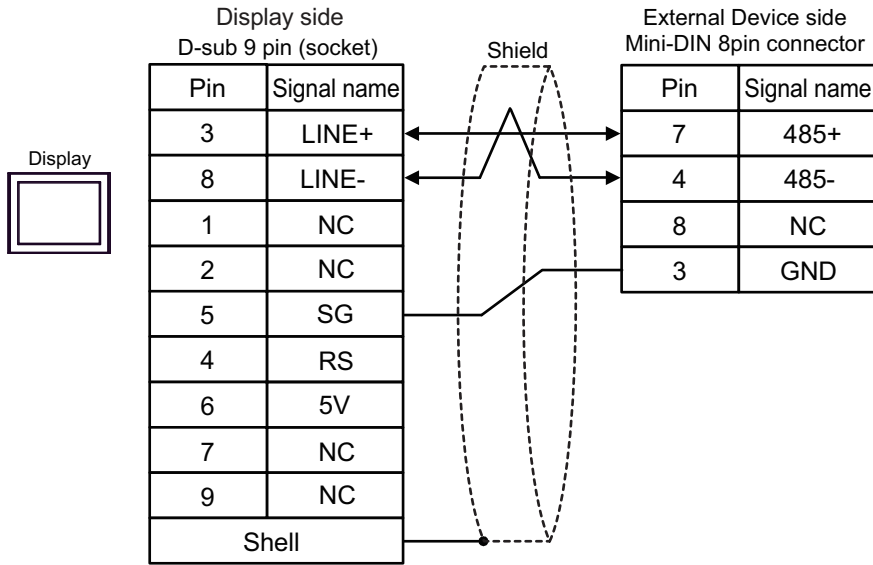 Display side
D-sub 9 pin (socket)
Shield
External Device side
Mini-DIN 8pin connector
Display
Pin Signal name
3 LINE+
8 LINE-
1 NC
2 NC
5 SG
4 RS
6 5V
7 NC
9 NC
Shell
Pin Signal name
7 485+
4 485-
8 NC
3 GND